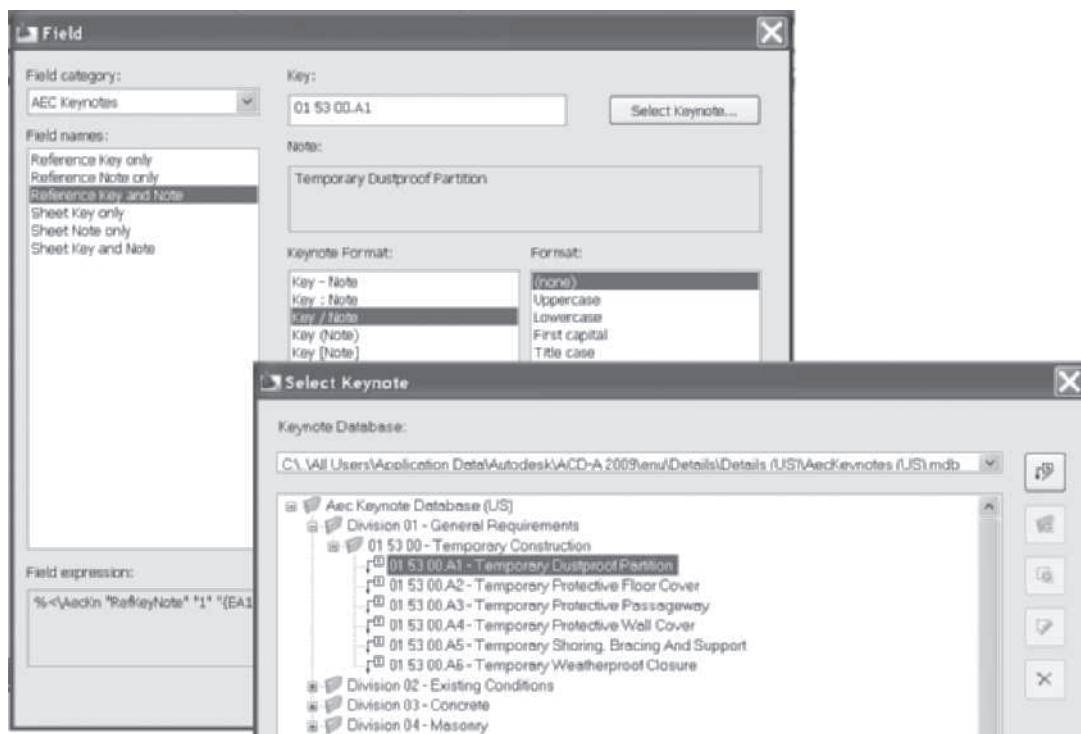 Field
Field category:
AEC Keynotes
Field names:
Reference Key only
Reference Note only
Reference Key and Note
Sheet Key only
Sheet Note only
Sheet Key and Note
Key:
01 53 00.A1
Select Keynote...
Note:
Temporary Dustproof Partition
Keynote Format:
Key - Note
Key : Note
Key / Note
Key (Note)
Key [Note]
Format:
(none)
Uppercase
Lowercase
First capital
Title case
Field expression:
%<\AecKn "RefKeyNote" "1" "{EA1
Select Keynote
Keynote Database:
C:\..\All Users\Application Data\Autodesk\ACD-A 2009\enu\Details\Details (US)\AecKeynotes (US).mdb
Aec Keynote Database (US)
Division 01 - General Requirements
01 53 00 - Temporary Construction
01 53 00.A1 - Temporary Dustproof Partition
01 53 00.A2 - Temporary Protective Floor Cover
01 53 00.A3 - Temporary Protective Passageway
01 53 00.A4 - Temporary Protective Wall Cover
01 53 00.A5 - Temporary Shoring, Bracing And Support
01 53 00.A6 - Temporary Weatherproof Closure
Division 02 - Existing Conditions
Division 03 - Concrete
Division 04 - Masonry